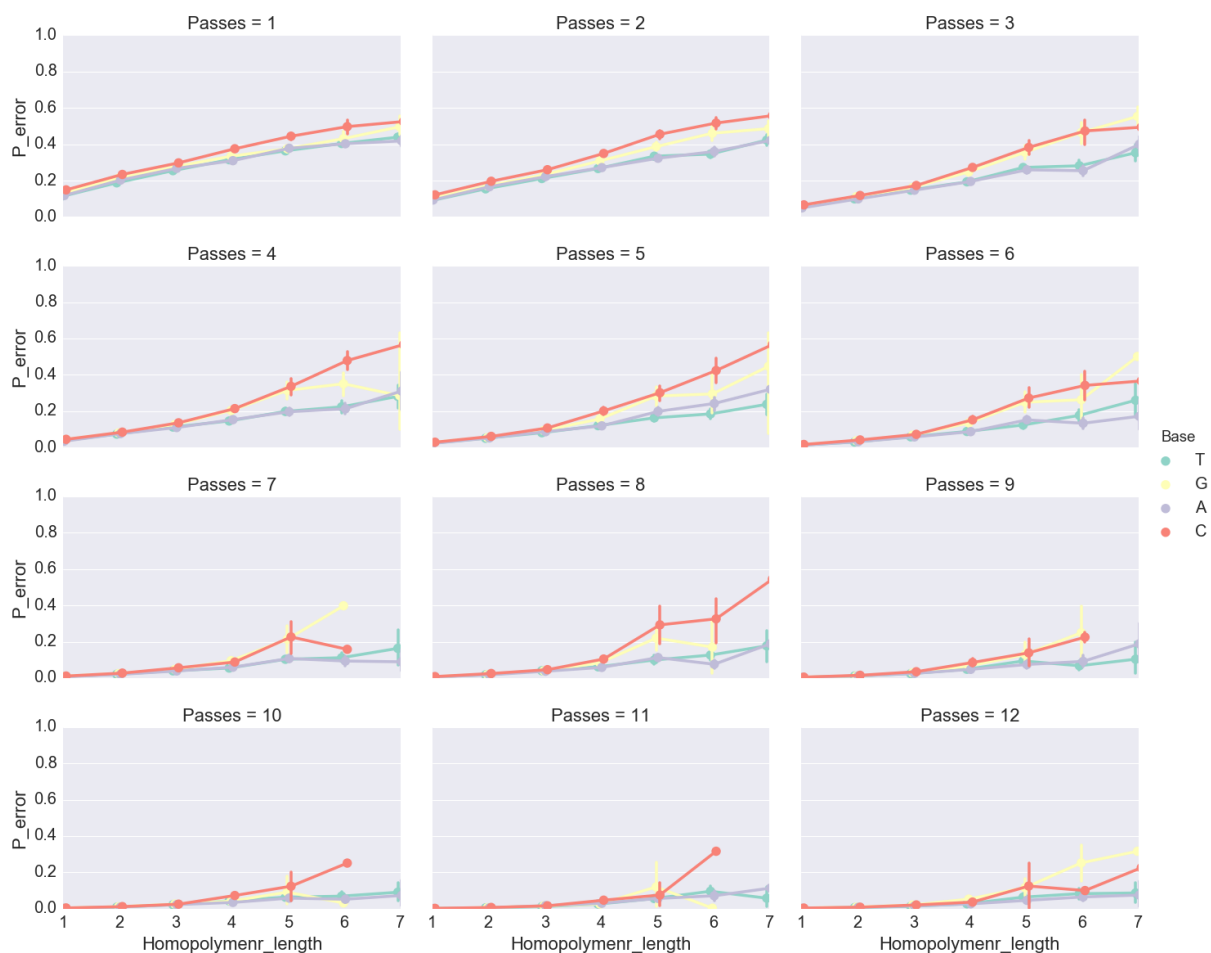 Passes = 1
Passes = 2
Passes = 3
1.0
0.8
0.6
0.4
0.2
0.0
P_error
Passes = 4
Passes = 5
Passes = 6
1.0
0.8
0.6
0.4
0.2
0.0
P_error
Base
T
G
A
C
Passes = 7
Passes = 8
Passes = 9
1.0
0.8
0.6
0.4
0.2
0.0
P_error
Passes = 10
Passes = 11
Passes = 12
1.0
0.8
0.6
0.4
0.2
0.0
P_error
1 2 3 4 5 6 7
1 2 3 4 5 6 7
1 2 3 4 5 6 7
Homopolymenr_length
Homopolymenr_length
Homopolymenr_length